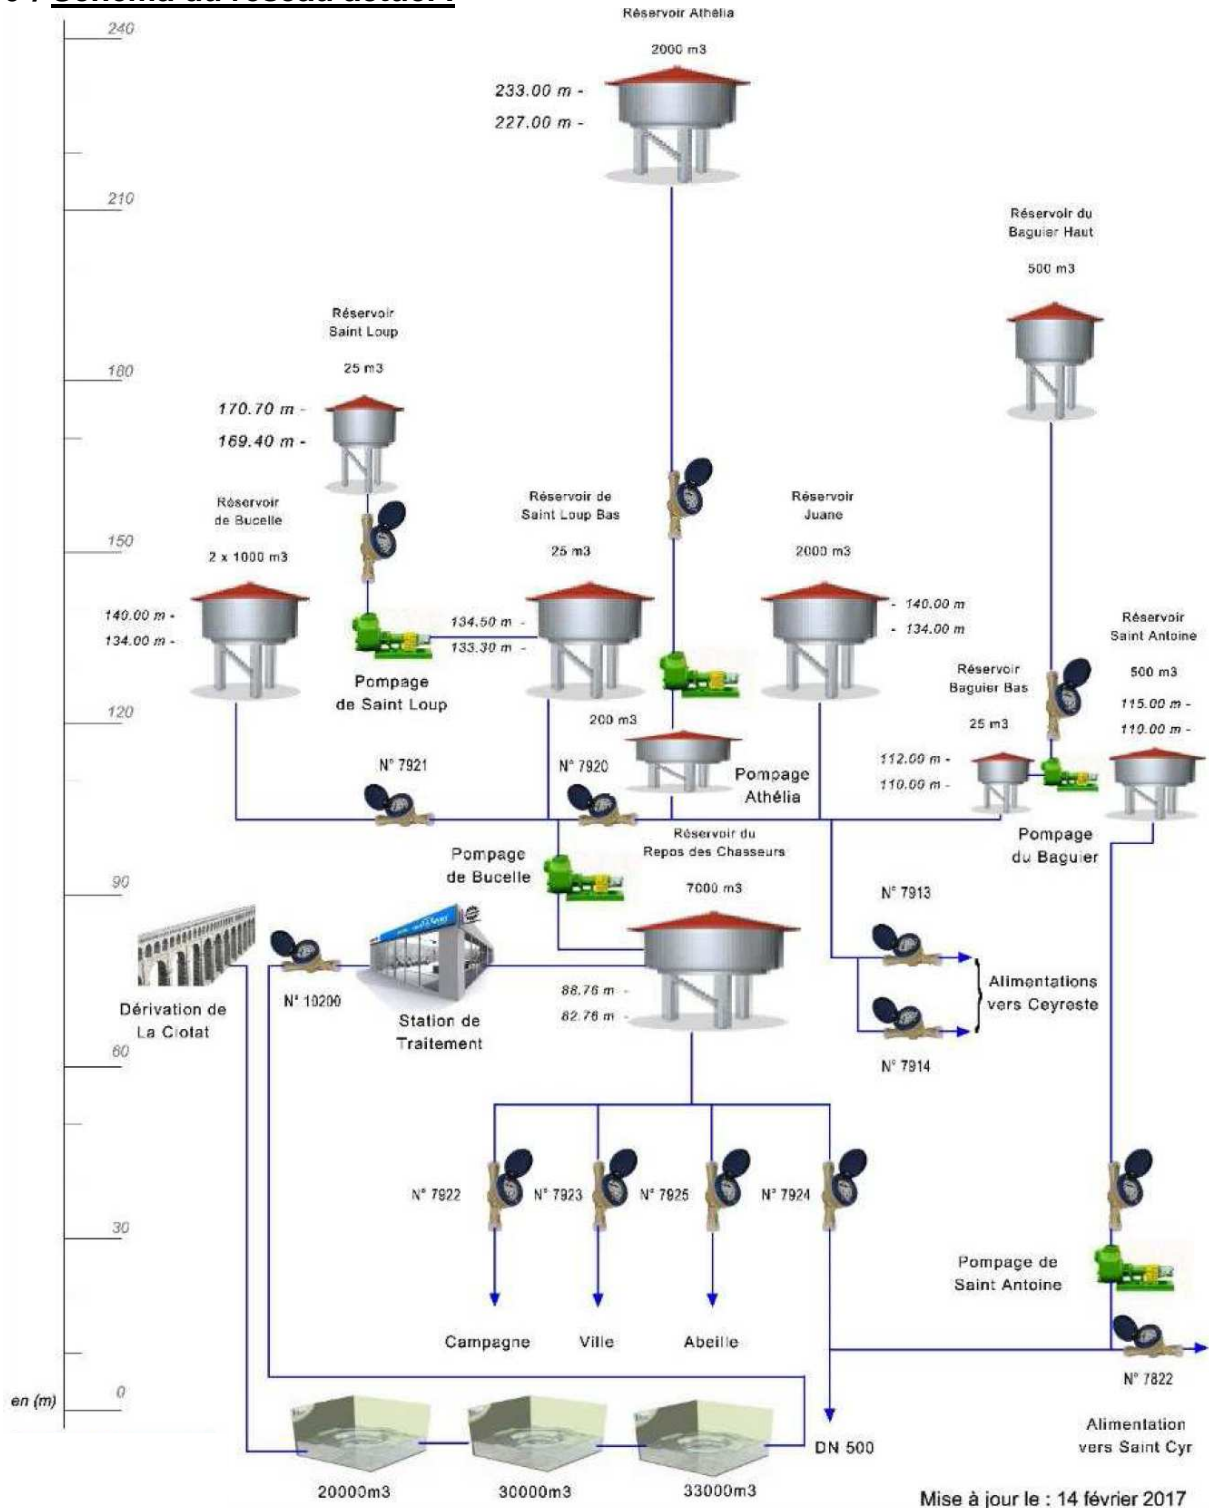 Schéma du réseau actuel :
240
210
180
150
120
90
60
30
0
en (m)
Réservoir Athélia
2000 m3
233.00 m -
227.00 m -
Réservoir du
Baguier Haut
500 m3
Réservoir
Saint Loup
25 m3
170.70 m -
169.40 m -
Réservoir
de Bucelle
2 x 1000 m3
140.00 m -
134.00 m -
Réservoir de
Saint Loup Bas
25 m3
134.50 m -
133.30 m -
Réservoir
Juane
2000 m3
- 140.00 m
- 134.00 m
Réservoir
Saint Antoine
500 m3
115.00 m -
110.00 m -
Réservoir
Baguier Bas
25 m3
112.00 m -
110.00 m -
Pompage
de Saint Loup
200 m3
Pompage
Athélia
N° 7921
N° 7920
Pompage
de Bucelle
Réservoir du
Repos des Chasseurs
7000 m3
88.76 m -
82.76 m -
Pompage
du Baguier
N° 7913
Alimentations
vers Ceyreste
N° 7914
Dérivation de
La Ciotat
N° 10200
Station de
Traitement
N° 7922
N° 7923
N° 7925
N° 7924
Campagne
Ville
Abeille
Pompage de
Saint Antoine
N° 7822
Alimentation
vers Saint Cyr
DN 500
20000m3
30000m3
33000m3
Mise à jour le : 14 février 2017